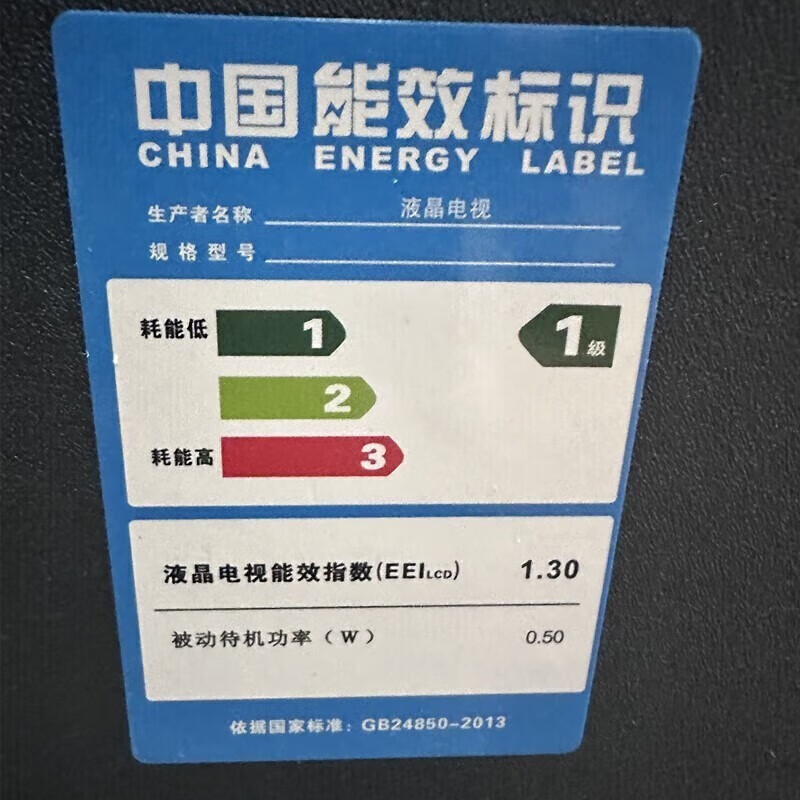 中国能效标识
CHINA ENERGY LABEL
生产者名称 液晶电视
规格型号
耗能低 1 1级
2
耗能高 3
液晶电视能效指数(EEILCD) 1.30
被动待机功率（W） 0.50
依据国家标准：GB24850-2013